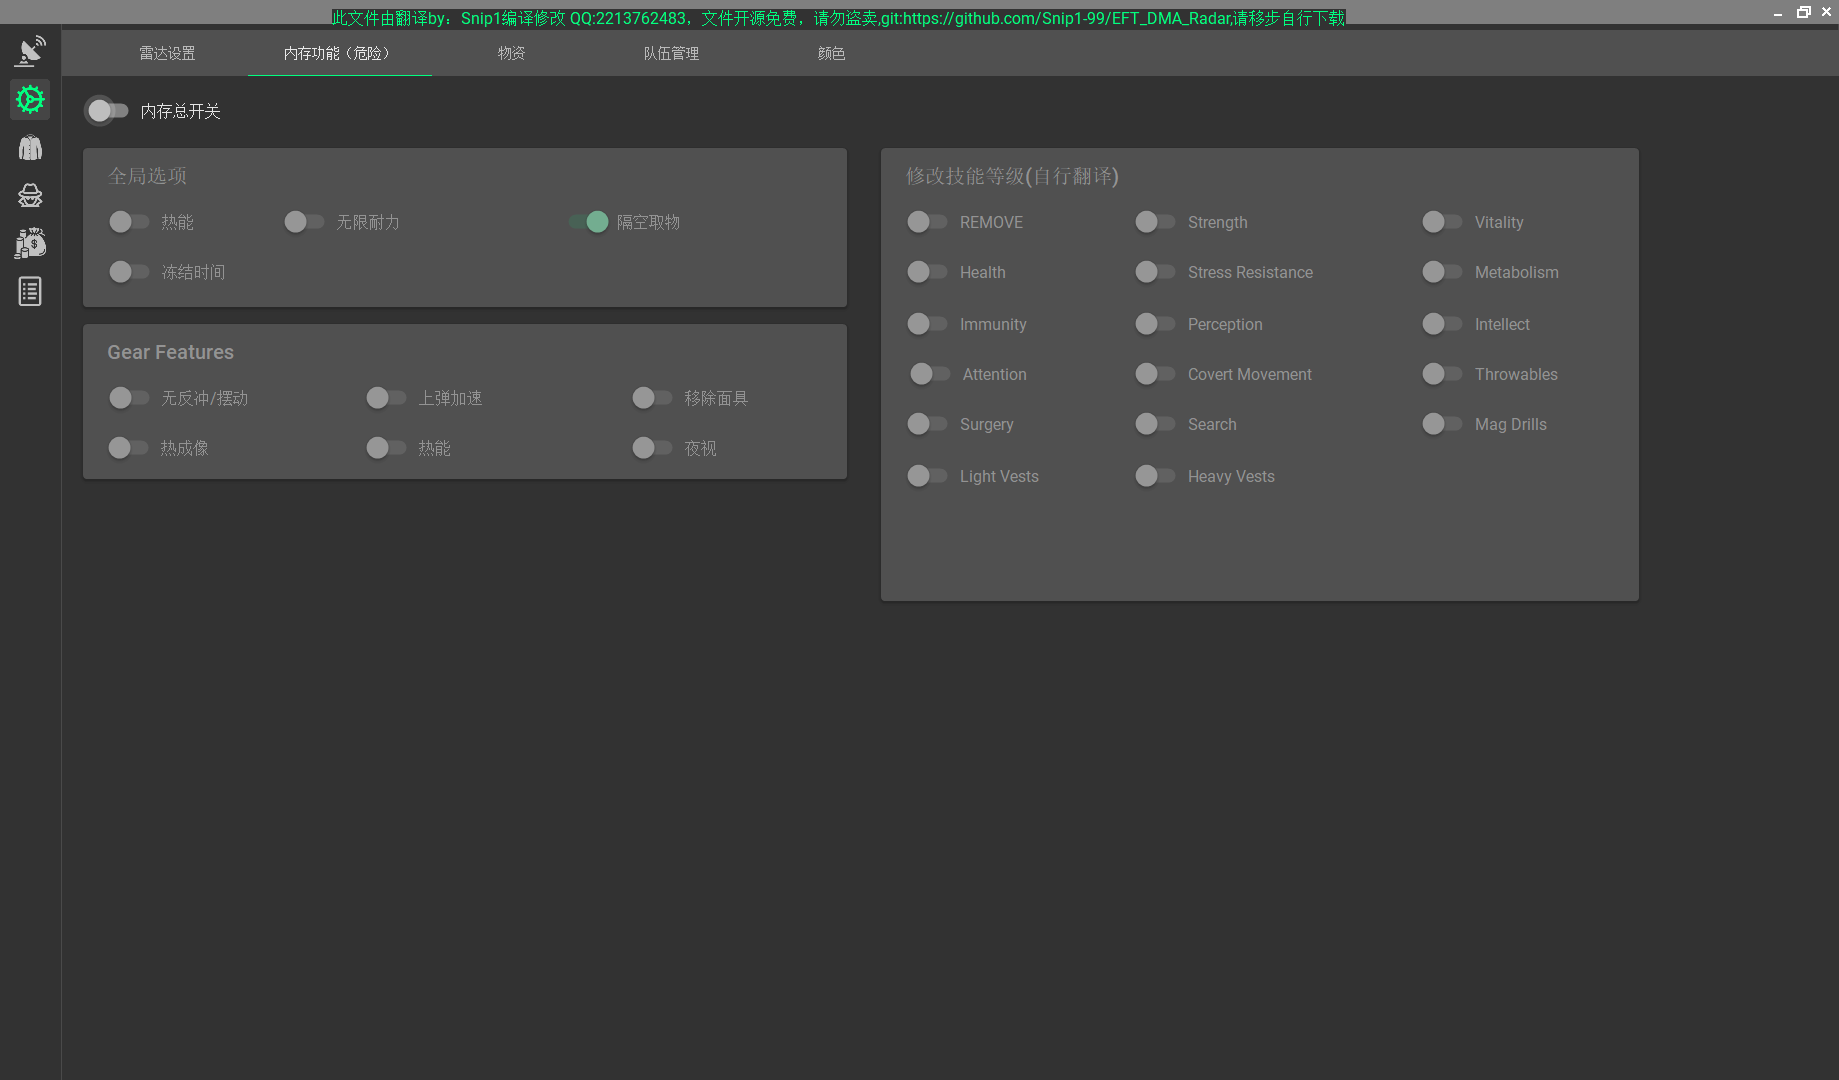 此文件由翻译by：Snip1编译修改 QQ:2213762483，文件开源免费，请勿盗卖,git:https://github.com/Snip1-99/EFT_DMA_Radar,请移步自行下载
雷达设置 内存功能（危险） 物资 队伍管理 颜色
内存总开关
全局选项
热能 无限耐力 隔空取物
冻结时间
Gear Features
无反冲/摆动 上弹加速 移除面具
热成像 热能 夜视
修改技能等级(自行翻译)
REMOVE Strength Vitality
Health Stress Resistance Metabolism
Immunity Perception Intellect
Attention Covert Movement Throwables
Surgery Search Mag Drills
Light Vests Heavy Vests